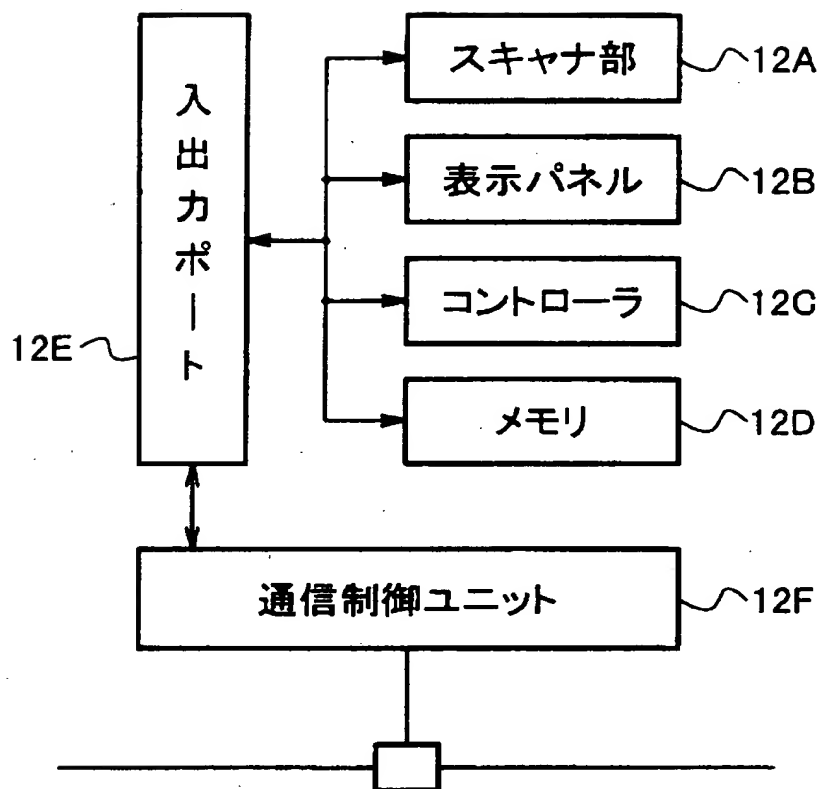 スキャナ部
12A
入出力ポート
表示パネル
12B
コントローラ
12C
12E
メモリ
12D
通信制御ユニット
12F